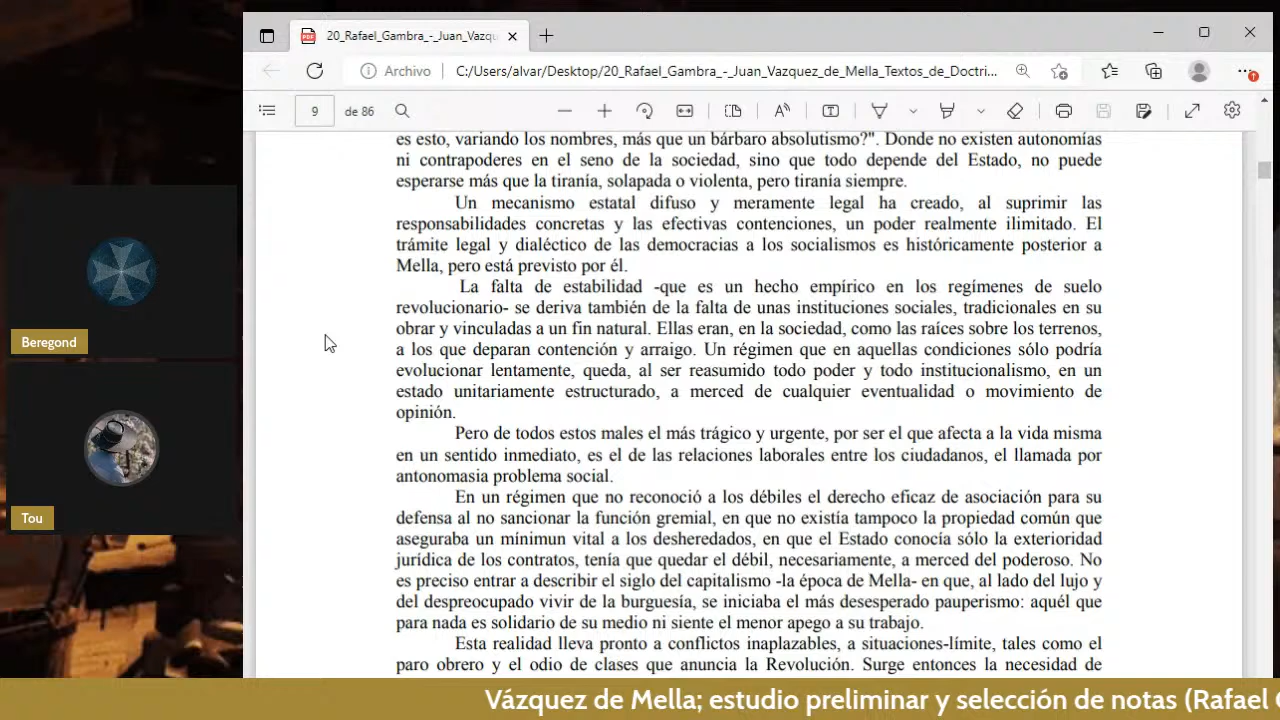 20_Rafael_Gambra_-_Juan_Vazqu
Archivo
C:/Users/alvar/Desktop/20_Rafael_Gambra_-_Juan_Vazquez_de_Mella_Textos_de_Doctri...
9 de 86
es esto, variando los nombres, más que un bárbaro absolutismo?". Donde no existen autonomías
ni contrapoderes en el seno de la sociedad, sino que todo depende del Estado, no puede
esperarse más que la tiranía, solapada o violenta, pero tiranía siempre.
Un mecanismo estatal difuso y meramente legal ha creado, al suprimir las
responsabilidades concretas y las efectivas contenciones, un poder realmente ilimitado. El
trámite legal y dialéctico de las democracias a los socialismos es históricamente posterior a
Mella, pero está previsto por él.
La falta de estabilidad -que es un hecho empírico en los regímenes de suelo
revolucionario- se deriva también de la falta de unas instituciones sociales, tradicionales en su
obrar y vinculadas a un fin natural. Ellas eran, en la sociedad, como las raíces sobre los terrenos,
a los que deparan contención y arraigo. Un régimen que en aquellas condiciones sólo podría
evolucionar lentamente, queda, al ser reasumido todo poder y todo institucionalismo, en un
estado unitariamente estructurado, a merced de cualquier eventualidad o movimiento de
opinión.
Pero de todos estos males el más trágico y urgente, por ser el que afecta a la vida misma
en un sentido inmediato, es el de las relaciones laborales entre los ciudadanos, el llamada por
antonomasia problema social.
En un régimen que no reconoció a los débiles el derecho eficaz de asociación para su
defensa al no sancionar la función gremial, en que no existía tampoco la propiedad común que
aseguraba un mínimun vital a los desheredados, en que el Estado conocía sólo la exterioridad
jurídica de los contratos, tenía que quedar el débil, necesariamente, a merced del poderoso. No
es preciso entrar a describir el siglo del capitalismo -la época de Mella- en que, al lado del lujo y
del despreocupado vivir de la burguesía, se iniciaba el más desesperado pauperismo: aquél que
para nada es solidario de su medio ni siente el menor apego a su trabajo.
Esta realidad lleva pronto a conflictos inaplazables, a situaciones-límite, tales como el
paro obrero y el odio de clases que anuncia la Revolución. Surge entonces la necesidad de
Beregond
Tou
Vázquez de Mella; estudio preliminar y selección de notas (Rafael